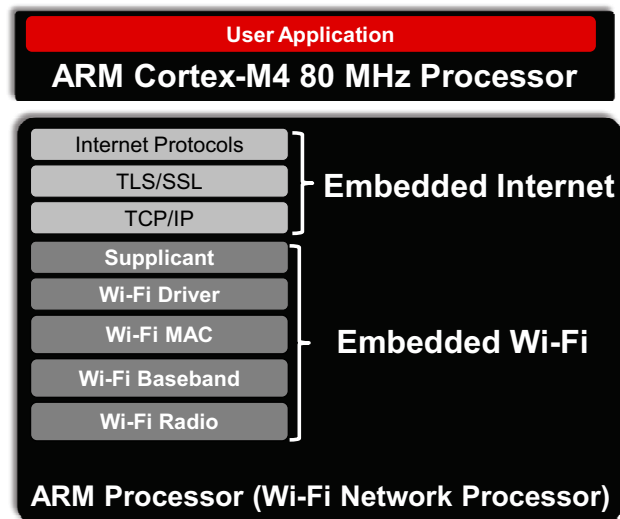 User Application
ARM Cortex-M4 80 MHz Processor
Internet Protocols
TLS/SSL
TCP/IP
Embedded Internet
Supplicant
Wi-Fi Driver
Wi-Fi MAC
Wi-Fi Baseband
Wi-Fi Radio
Embedded Wi-Fi
ARM Processor (Wi-Fi Network Processor)